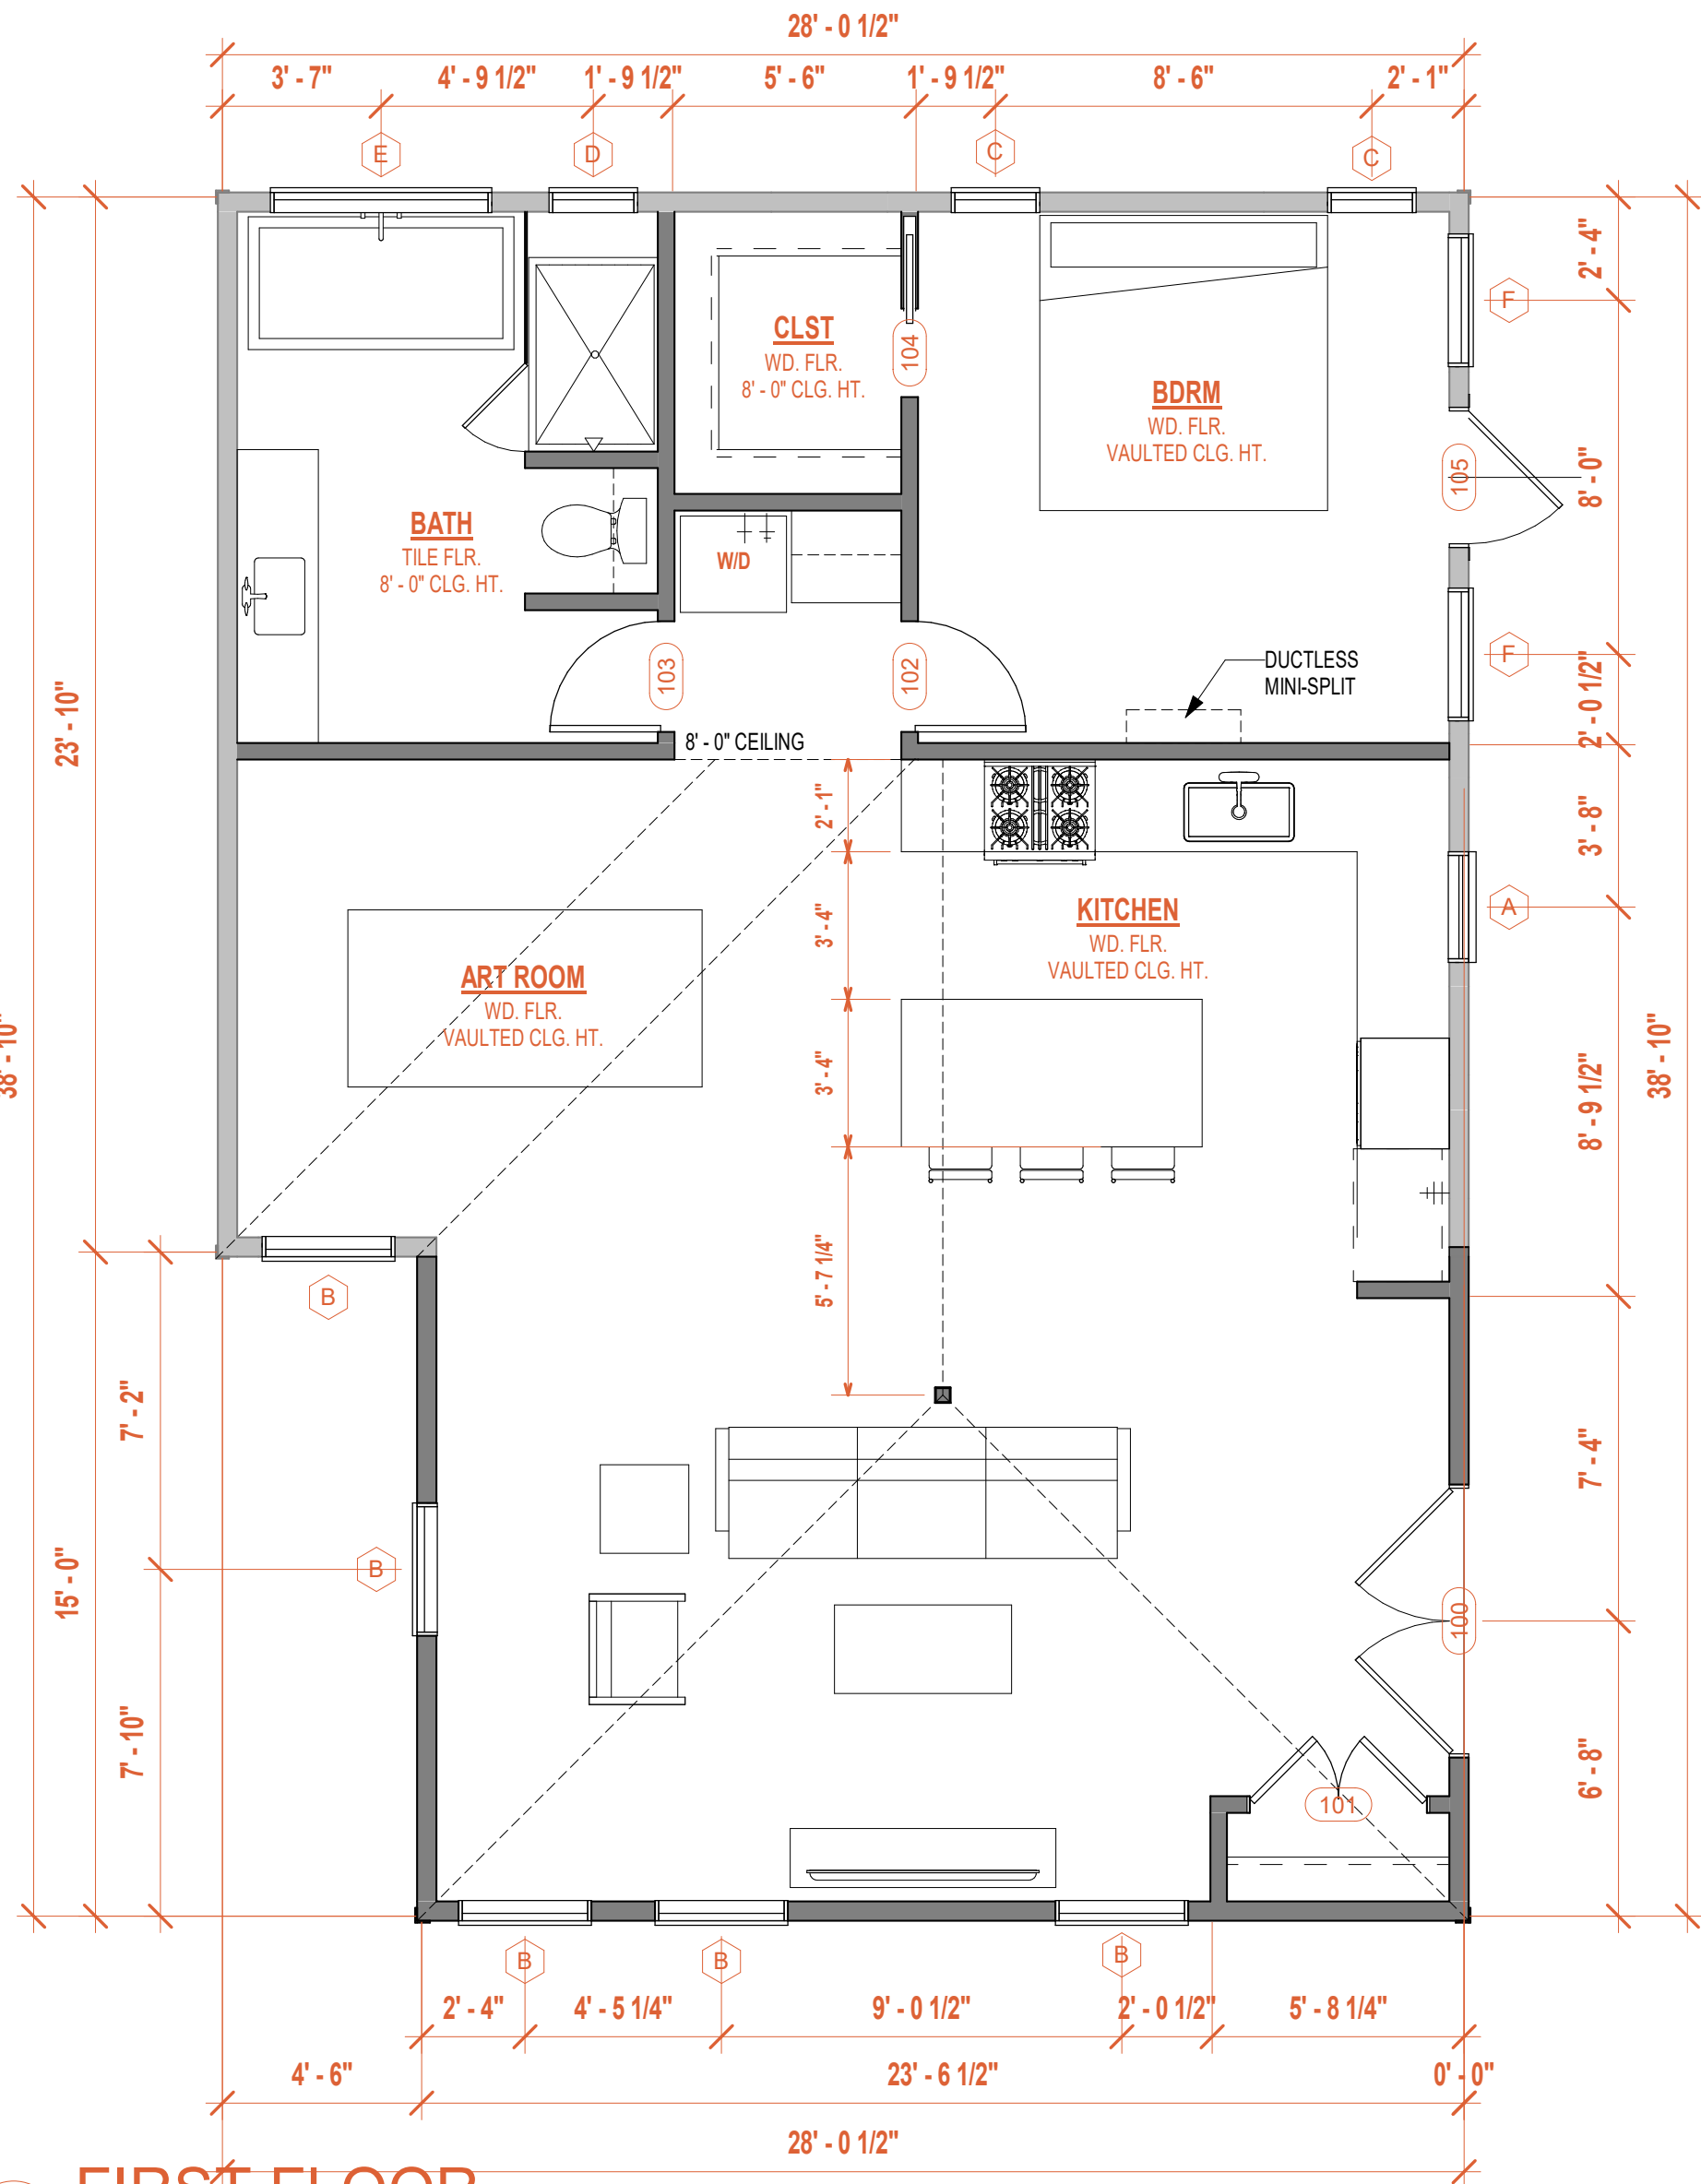 28' - 0 1/2"
3' - 7" 4' - 9 1/2" 1' - 9 1/2" 5' - 6" 1' - 9 1/2" 8' - 6" 2' - 1"
E D C C
2' - 4"
F
CLST
WD. FLR.
8' - 0" CLG. HT.
104
BDRM
WD. FLR.
VAULTED CLG. HT.
105
8' - 0"
BATH
TILE FLR.
8' - 0" CLG. HT.
W/D
103
102
DUCTLESS
MINI-SPLIT
F
2' - 0 1/2"
23' - 10"
8' - 0" CEILING
2' - 1"
3' - 8"
3' - 4"
KITCHEN
WD. FLR.
VAULTED CLG. HT.
A
ART ROOM
WD. FLR.
VAULTED CLG. HT.
38' - 10"
3' - 4"
8' - 9 1/2"
38' - 10"
5' - 7 1/4"
B
7' - 2"
7' - 4"
15' - 0"
B
100
7' - 10"
6' - 8"
101
B B B
2' - 4" 4' - 5 1/4" 9' - 0 1/2" 2' - 0 1/2" 5' - 8 1/4"
4' - 6" 23' - 6 1/2" 0' - 0"
28' - 0 1/2"
FIRST FLOOR